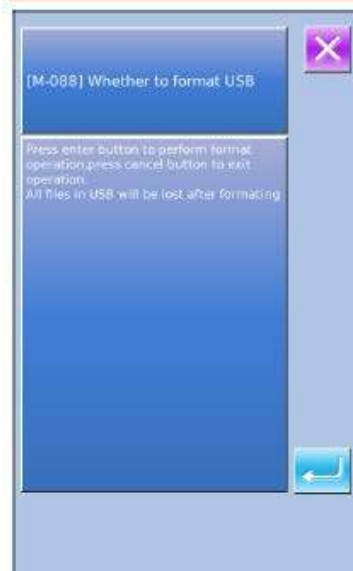 [M-088] Whether to format USB
Press enter button to perform format
operation,press cancel button to exit
operation.
All files in USB will be lost after formating